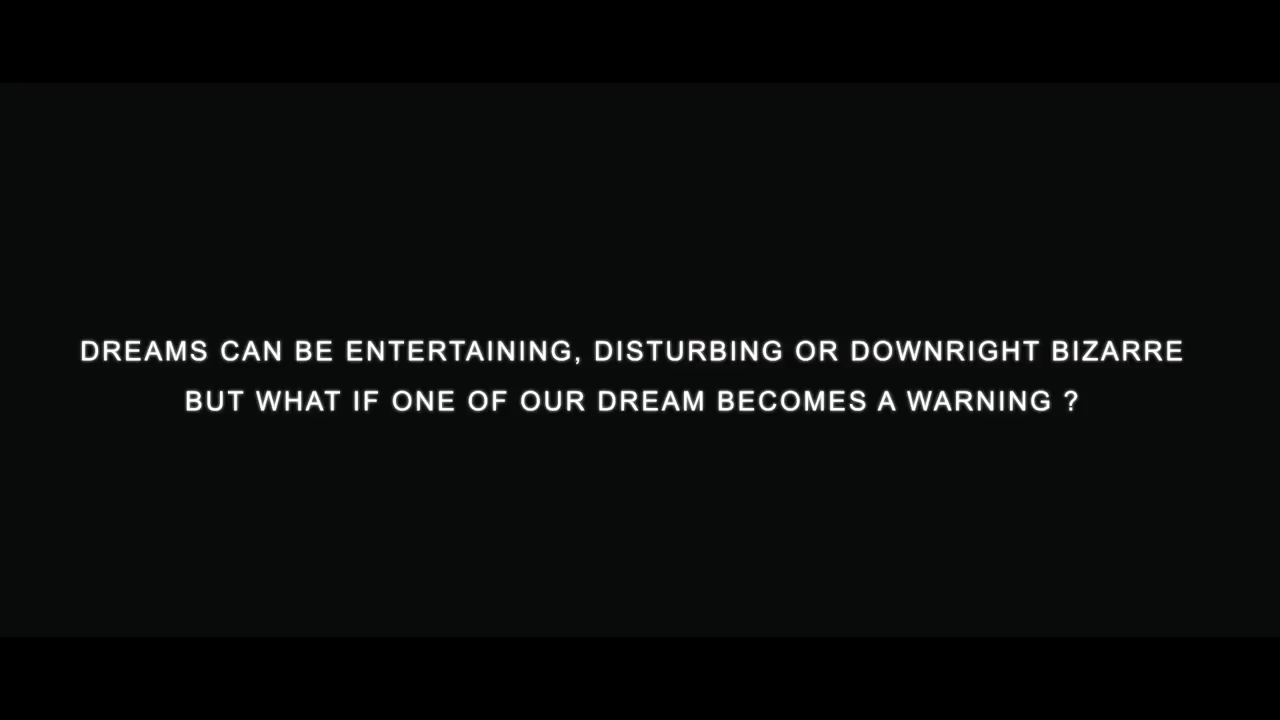 DREAMS CAN BE ENTERTAINING, DISTURBING OR DOWNRIGHT BIZARRE
BUT WHAT IF ONE OF OUR DREAM BECOMES A WARNING ?